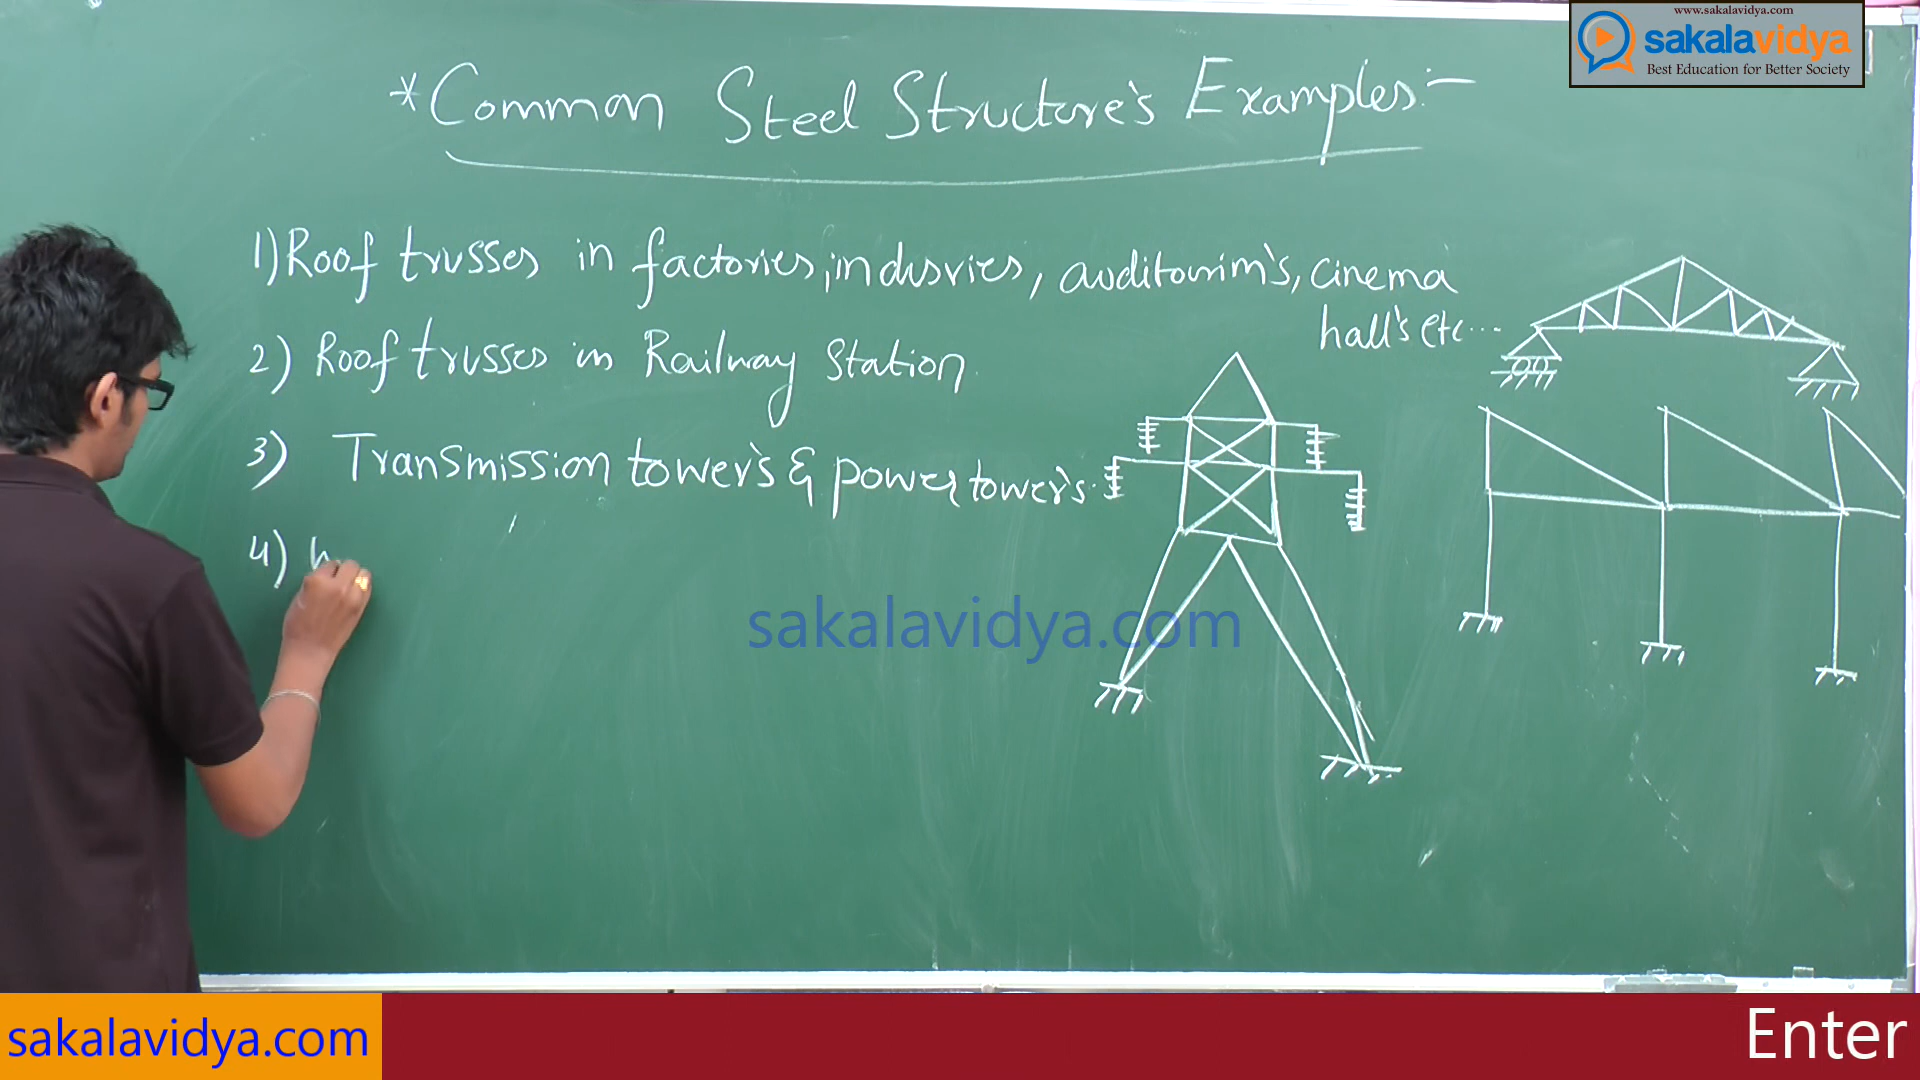 www.sakalavidya.com
sakalavidya
Best Education for Better Society
* Common Steel Structure's Examples:-
1) Roof trusses in factories, indusries, auditourim's, cinema
hall's etc...
2) Roof trusses in Railway Station.
3) Transmission tower's & power tower's.
4)
sakalavidya.com
sakalavidya.com
Enter